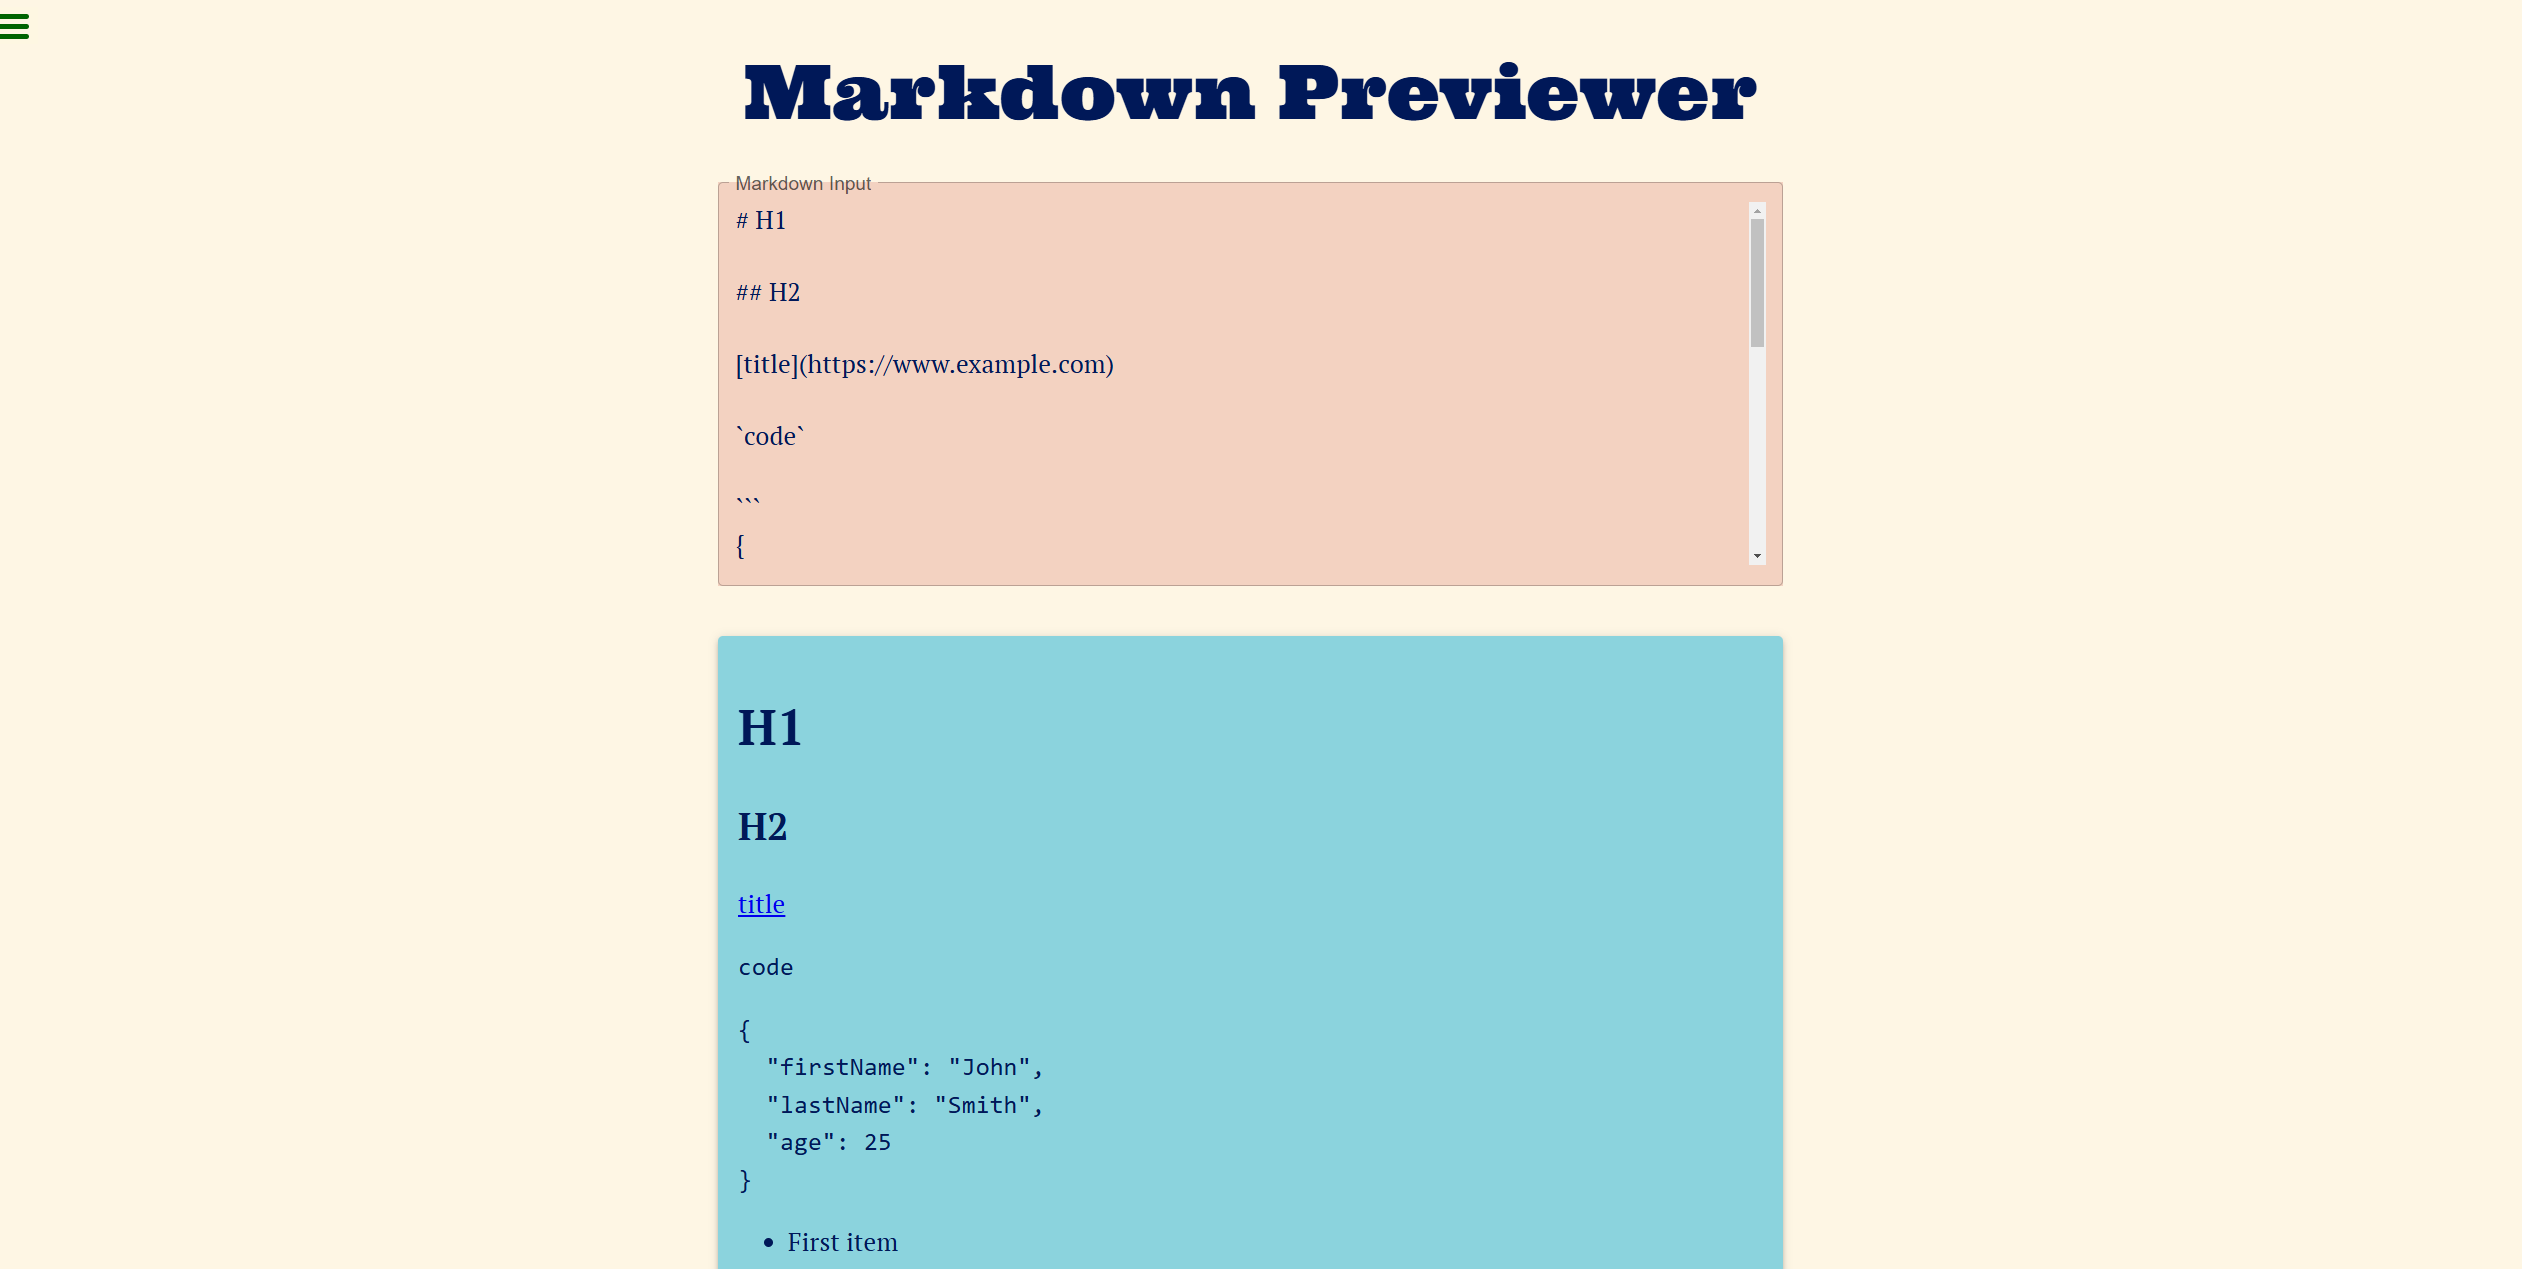 Markdown Previewer
Markdown Input
# H1
## H2
[title](https://www.example.com)
`code`
```
{
H1
H2
title
code
{
  "firstName": "John",
  "lastName": "Smith",
  "age": 25
}
• First item